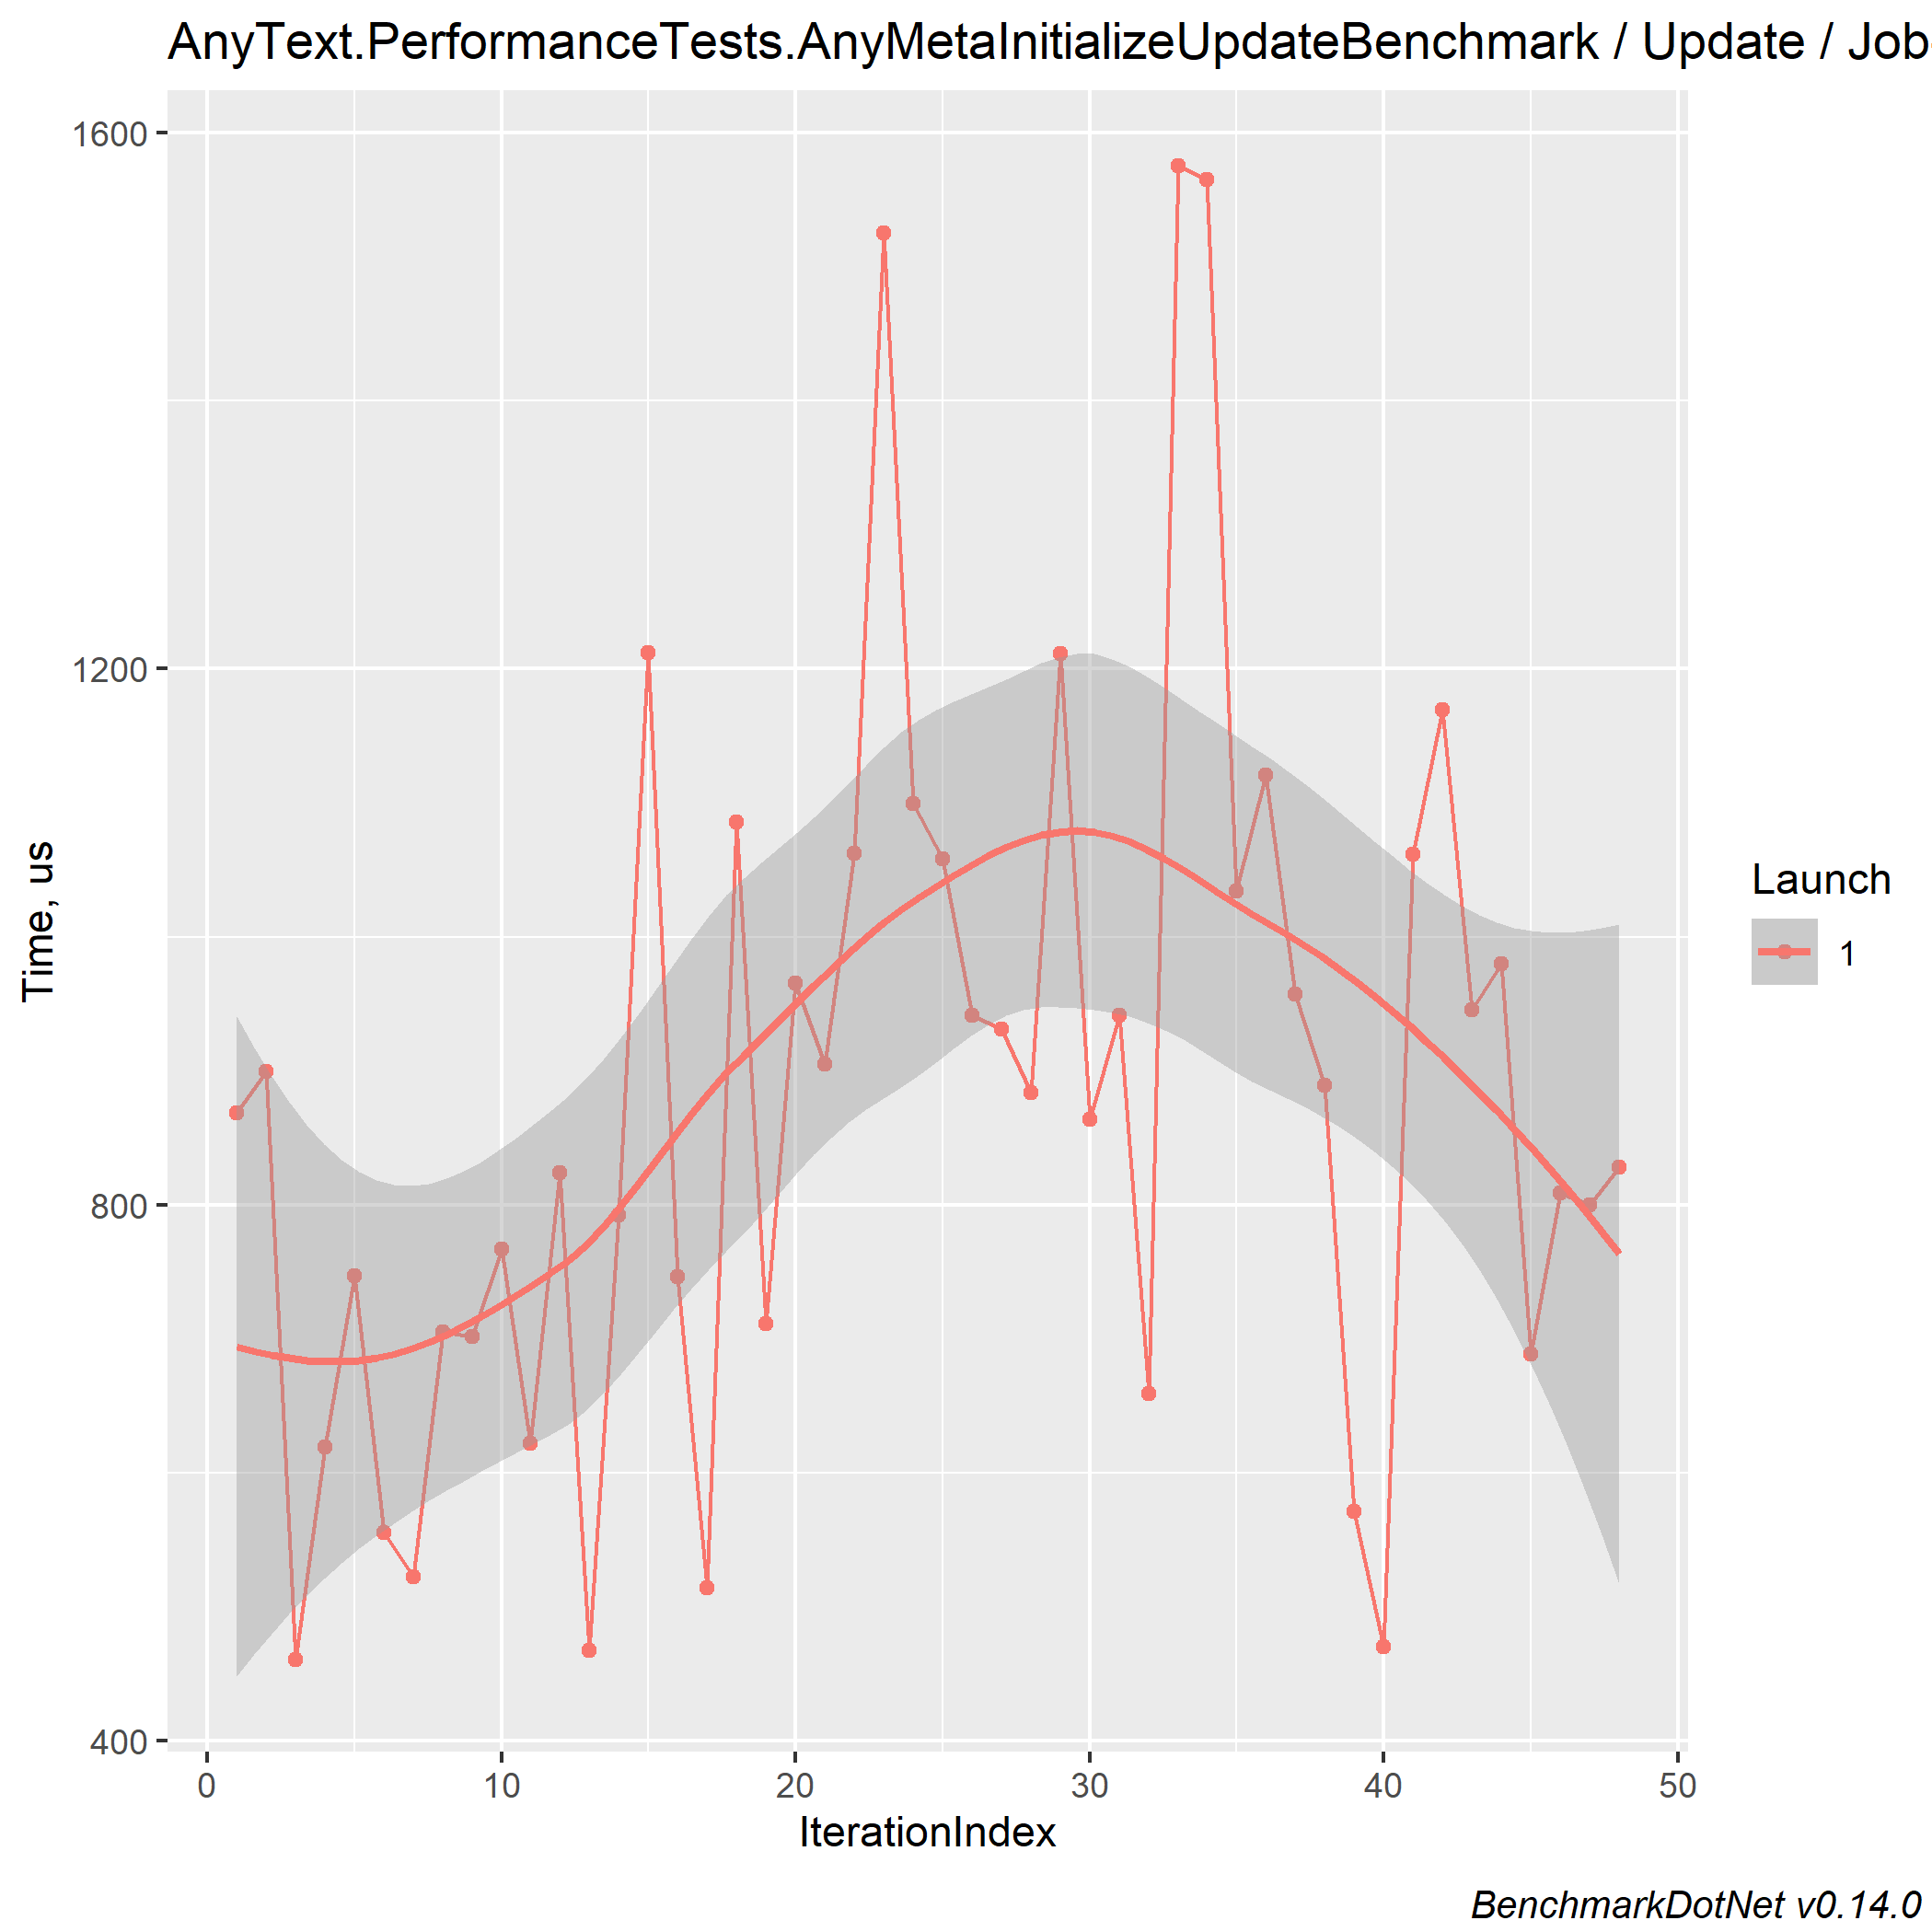 AnyText.PerformanceTests.AnyMetaInitializeUpdateBenchmark / Update / Job
1600
1200
800
400
Time, us
0 10 20 30 40 50
IterationIndex
Launch
1
BenchmarkDotNet v0.14.0